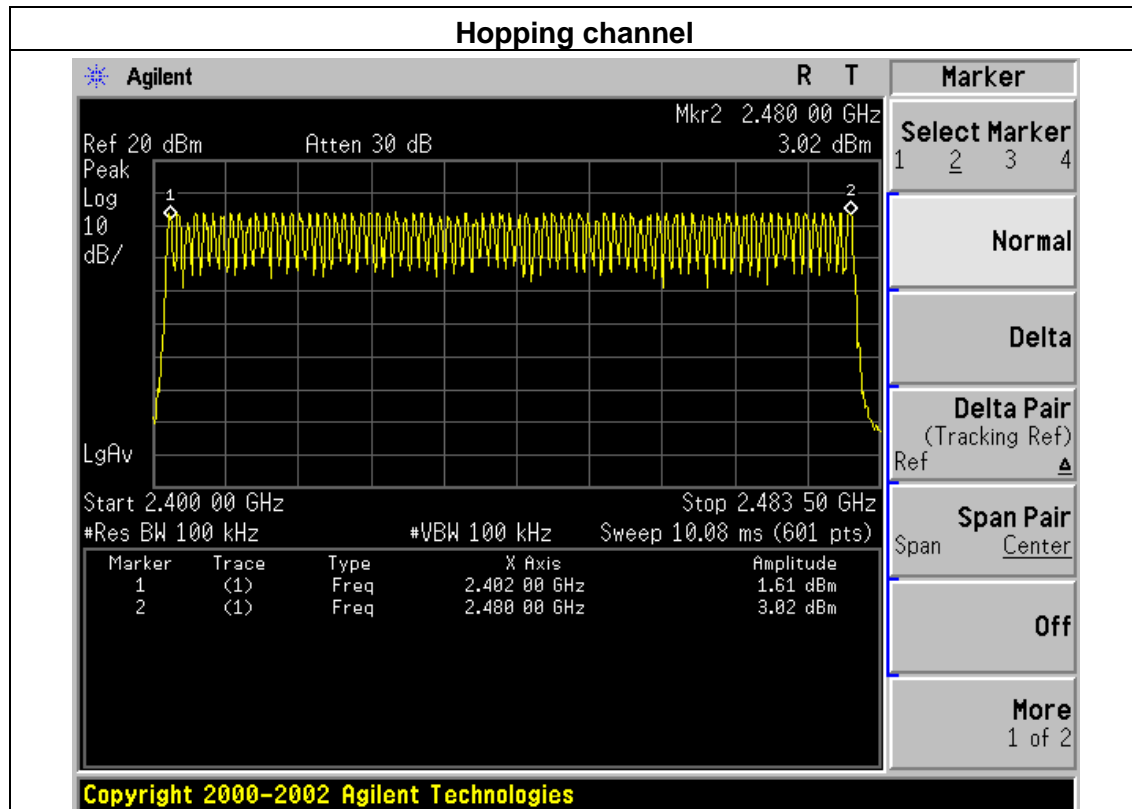 Hopping channel
Agilent R T
Marker
Mkr2 2.480 00 GHz
Ref 20 dBm Atten 30 dB 3.02 dBm
Peak
Log
10
dB/
1
2
LgAv
Start 2.400 00 GHz Stop 2.483 50 GHz
#Res BW 100 kHz #VBW 100 kHz Sweep 10.08 ms (601 pts)
Marker Trace Type X Axis Amplitude
1 (1) Freq 2.402 00 GHz 1.61 dBm
2 (1) Freq 2.480 00 GHz 3.02 dBm
Select Marker
1 2 3 4
Normal
Delta
Delta Pair
(Tracking Ref)
Ref Δ
Span Pair
Span Center
Off
More
1 of 2
Copyright 2000-2002 Agilent Technologies